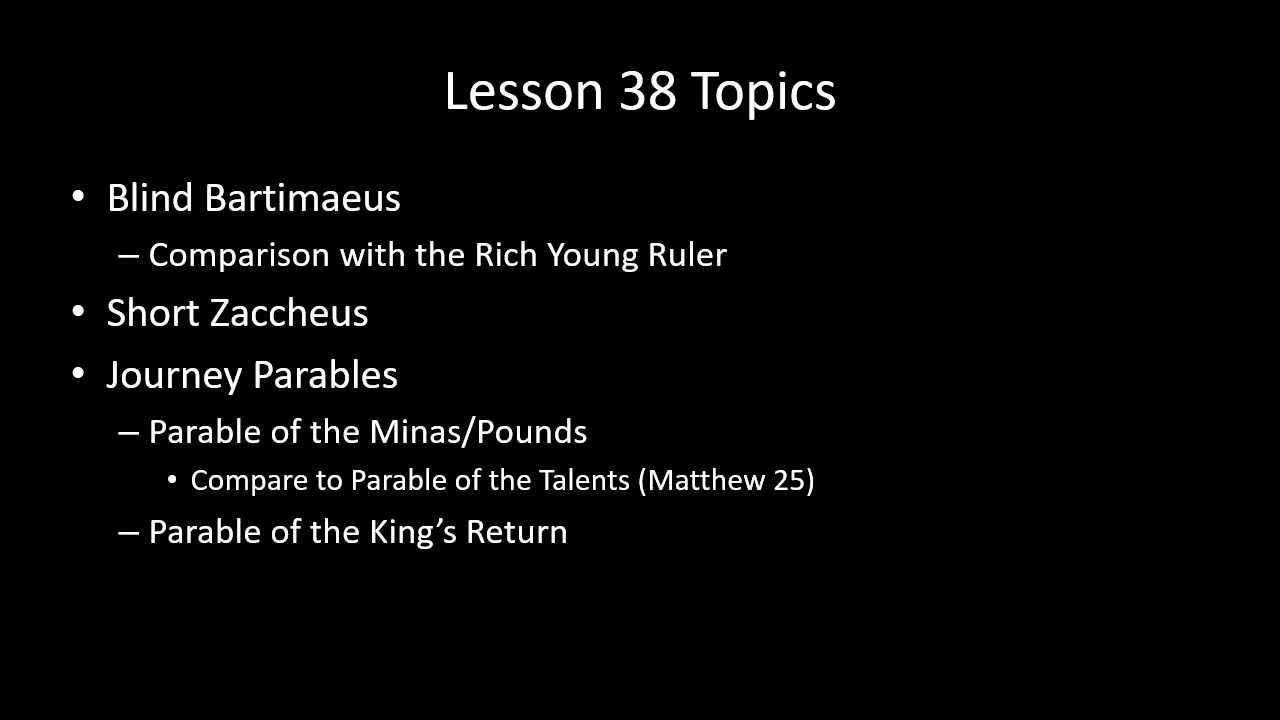 Lesson 38 Topics
• Blind Bartimaeus
– Comparison with the Rich Young Ruler
• Short Zaccheus
• Journey Parables
– Parable of the Minas/Pounds
• Compare to Parable of the Talents (Matthew 25)
– Parable of the King’s Return